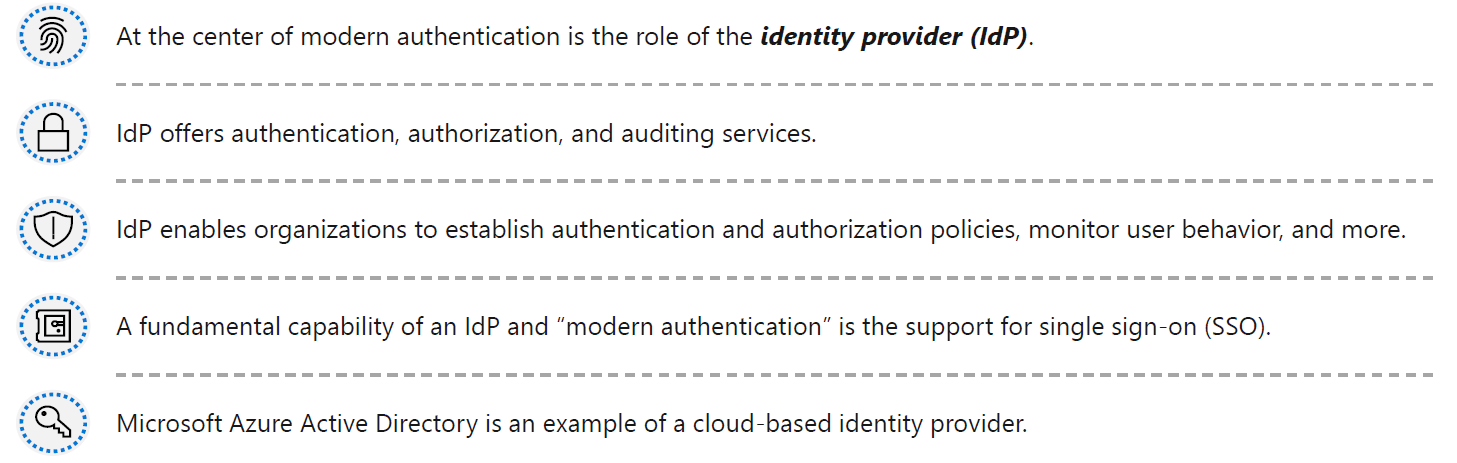 At the center of modern authentication is the role of the identity provider (IdP).
IdP offers authentication, authorization, and auditing services.
IdP enables organizations to establish authentication and authorization policies, monitor user behavior, and more.
A fundamental capability of an IdP and “modern authentication” is the support for single sign-on (SSO).
Microsoft Azure Active Directory is an example of a cloud-based identity provider.